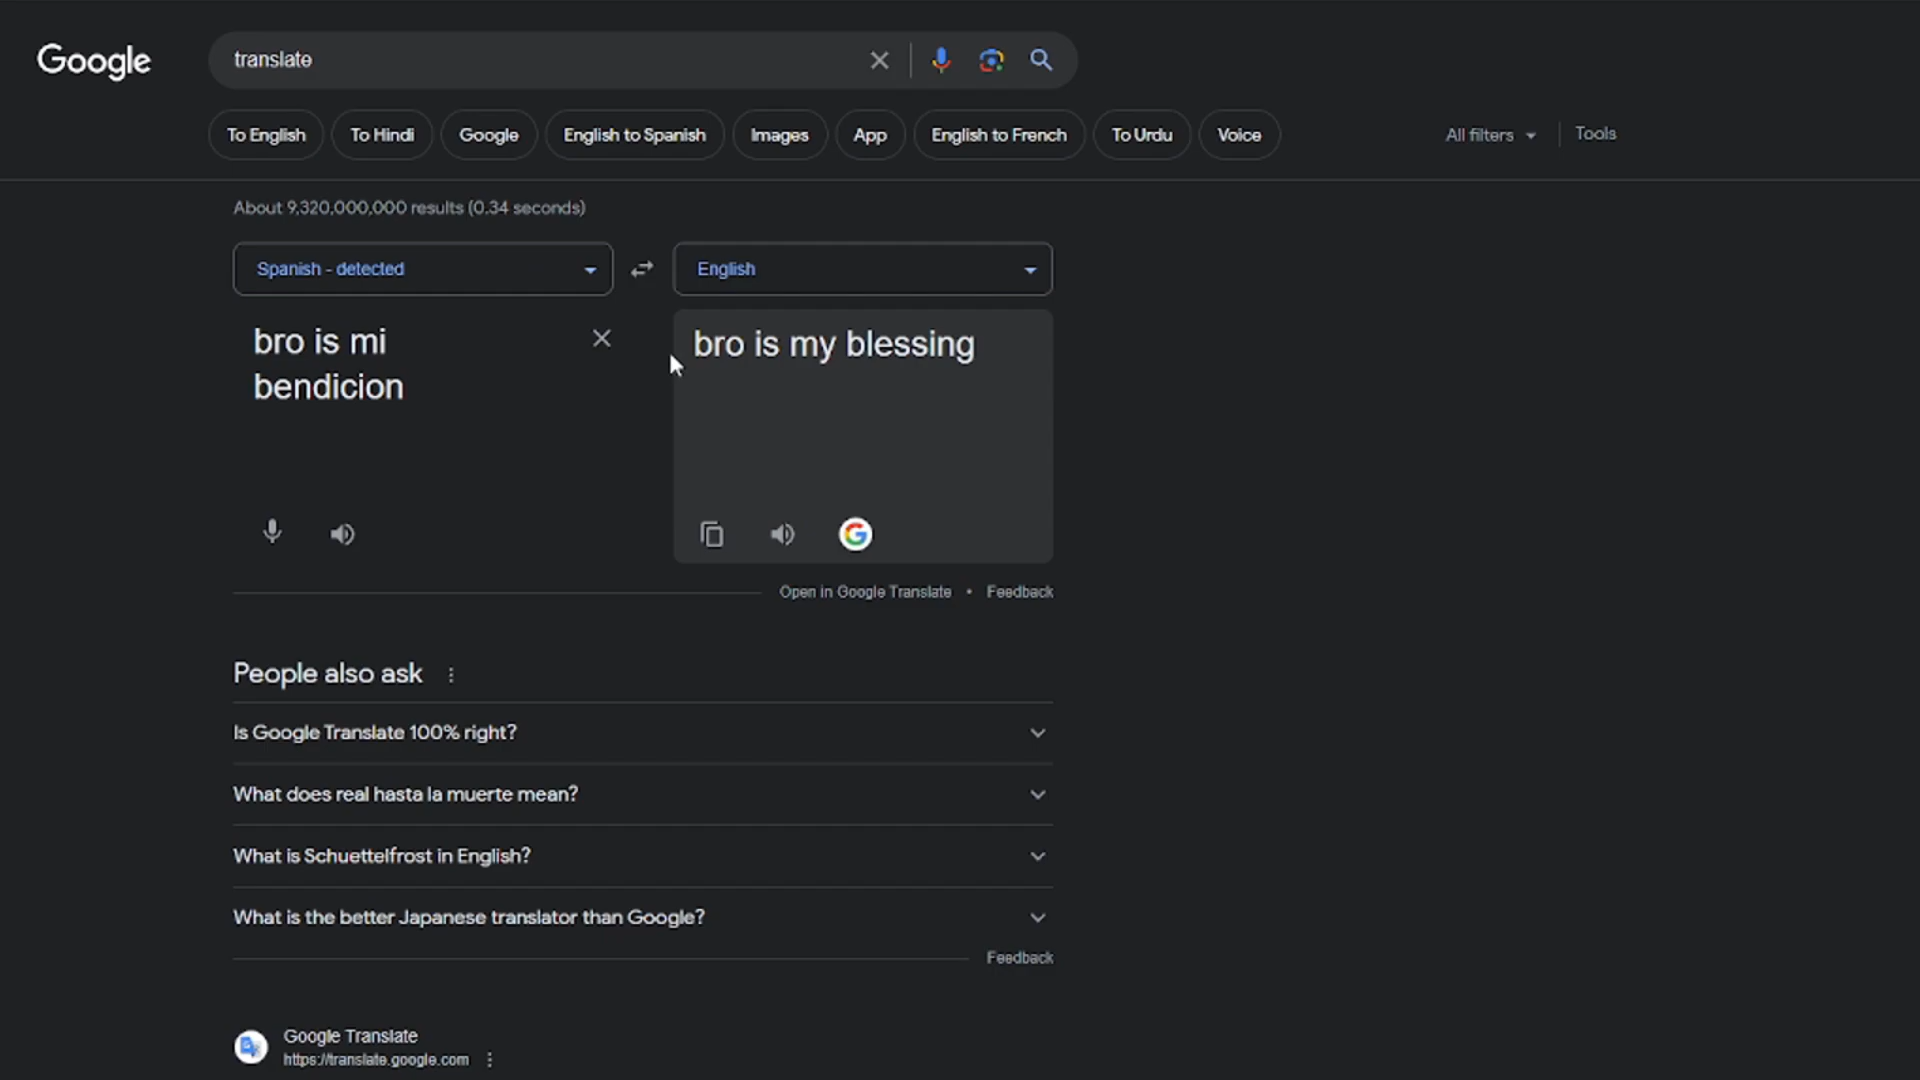 Google
translate
To English
To Hindi
Google
English to Spanish
Images
App
English to French
To Urdu
Voice
All filters
Tools
About 9,320,000,000 results (0.34 seconds)
Spanish - detected
English
bro is mi
bendicion
bro is my blessing
G
Open in Google Translate • Feedback
People also ask
Is Google Translate 100% right?
What does real hasta la muerte mean?
What is Schuettelfrost in English?
What is the better Japanese translator than Google?
Feedback
Google Translate
https://translate.google.com